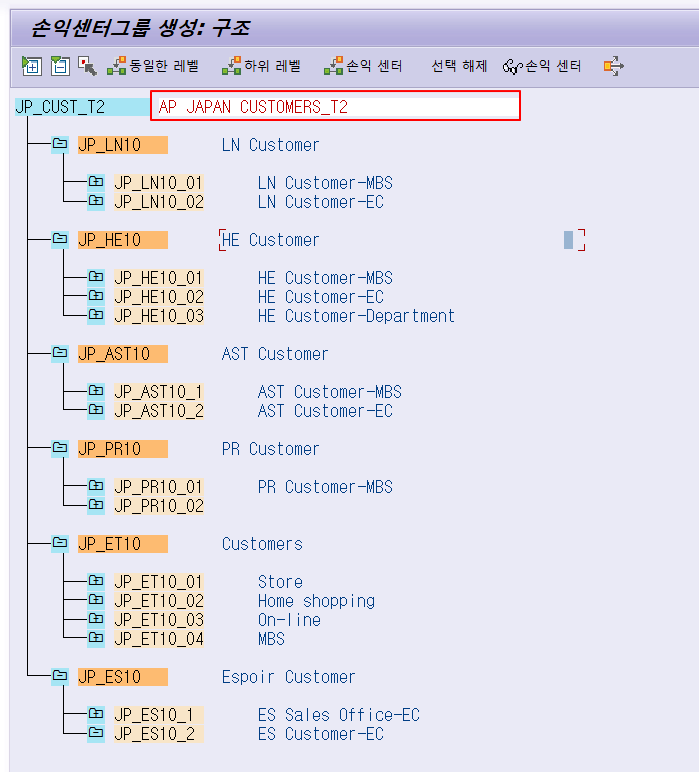 손익센터그룹 생성: 구조
동일한 레벨 하위 레벨 손익 센터 선택 해제 손익 센터
JP_CUST_T2 AP JAPAN CUSTOMERS_T2
JP_LN10 LN Customer
JP_LN10_01 LN Customer-MBS
JP_LN10_02 LN Customer-EC
JP_HE10 HE Customer
JP_HE10_01 HE Customer-MBS
JP_HE10_02 HE Customer-EC
JP_HE10_03 HE Customer-Department
JP_AST10 AST Customer
JP_AST10_1 AST Customer-MBS
JP_AST10_2 AST Customer-EC
JP_PR10 PR Customer
JP_PR10_01 PR Customer-MBS
JP_PR10_02
JP_ET10 Customers
JP_ET10_01 Store
JP_ET10_02 Home shopping
JP_ET10_03 On-line
JP_ET10_04 MBS
JP_ES10 Espoir Customer
JP_ES10_1 ES Sales Office-EC
JP_ES10_2 ES Customer-EC